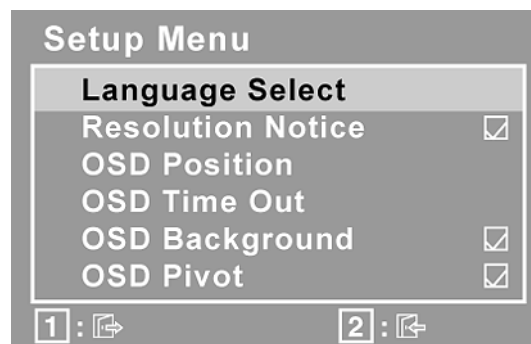 Setup Menu
Language Select
Resolution Notice
OSD Position
OSD Time Out
OSD Background
OSD Pivot
1 : 2 :